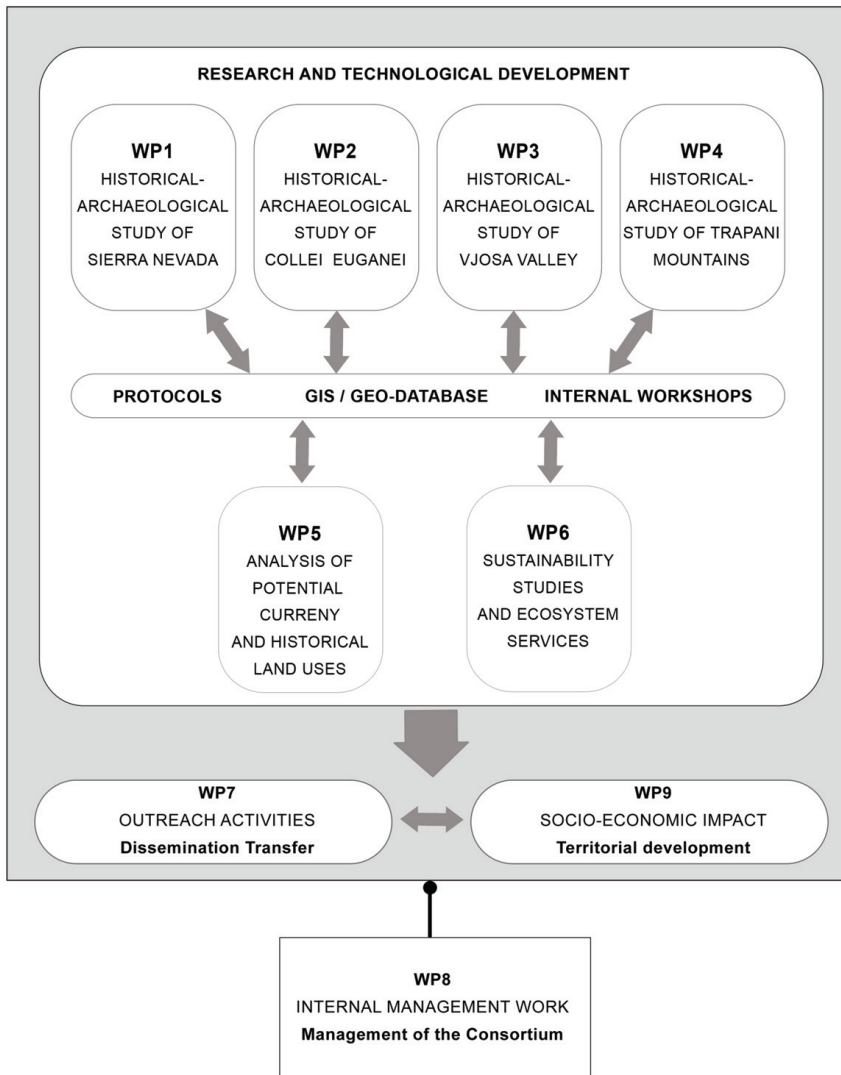 RESEARCH AND TECHNOLOGICAL DEVELOPMENT
WP1
HISTORICAL-
ARCHAEOLOGICAL
STUDY OF
SIERRA NEVADA
WP2
HISTORICAL-
ARCHAEOLOGICAL
STUDY OF
COLLEI EUGANEI
WP3
HISTORICAL-
ARCHAEOLOGICAL
STUDY OF
VJOSA VALLEY
WP4
HISTORICAL-
ARCHAEOLOGICAL
STUDY OF TRAPANI
MOUNTAINS
PROTOCOLS
GIS / GEO-DATABASE
INTERNAL WORKSHOPS
WP5
ANALYSIS OF
POTENTIAL
CURRENY
AND HISTORICAL
LAND USES
WP6
SUSTAINABILITY
STUDIES
AND ECOSYSTEM
SERVICES
WP7
OUTREACH ACTIVITIES
Dissemination Transfer
WP9
SOCIO-ECONOMIC IMPACT
Territorial development
WP8
INTERNAL MANAGEMENT WORK
Management of the Consortium